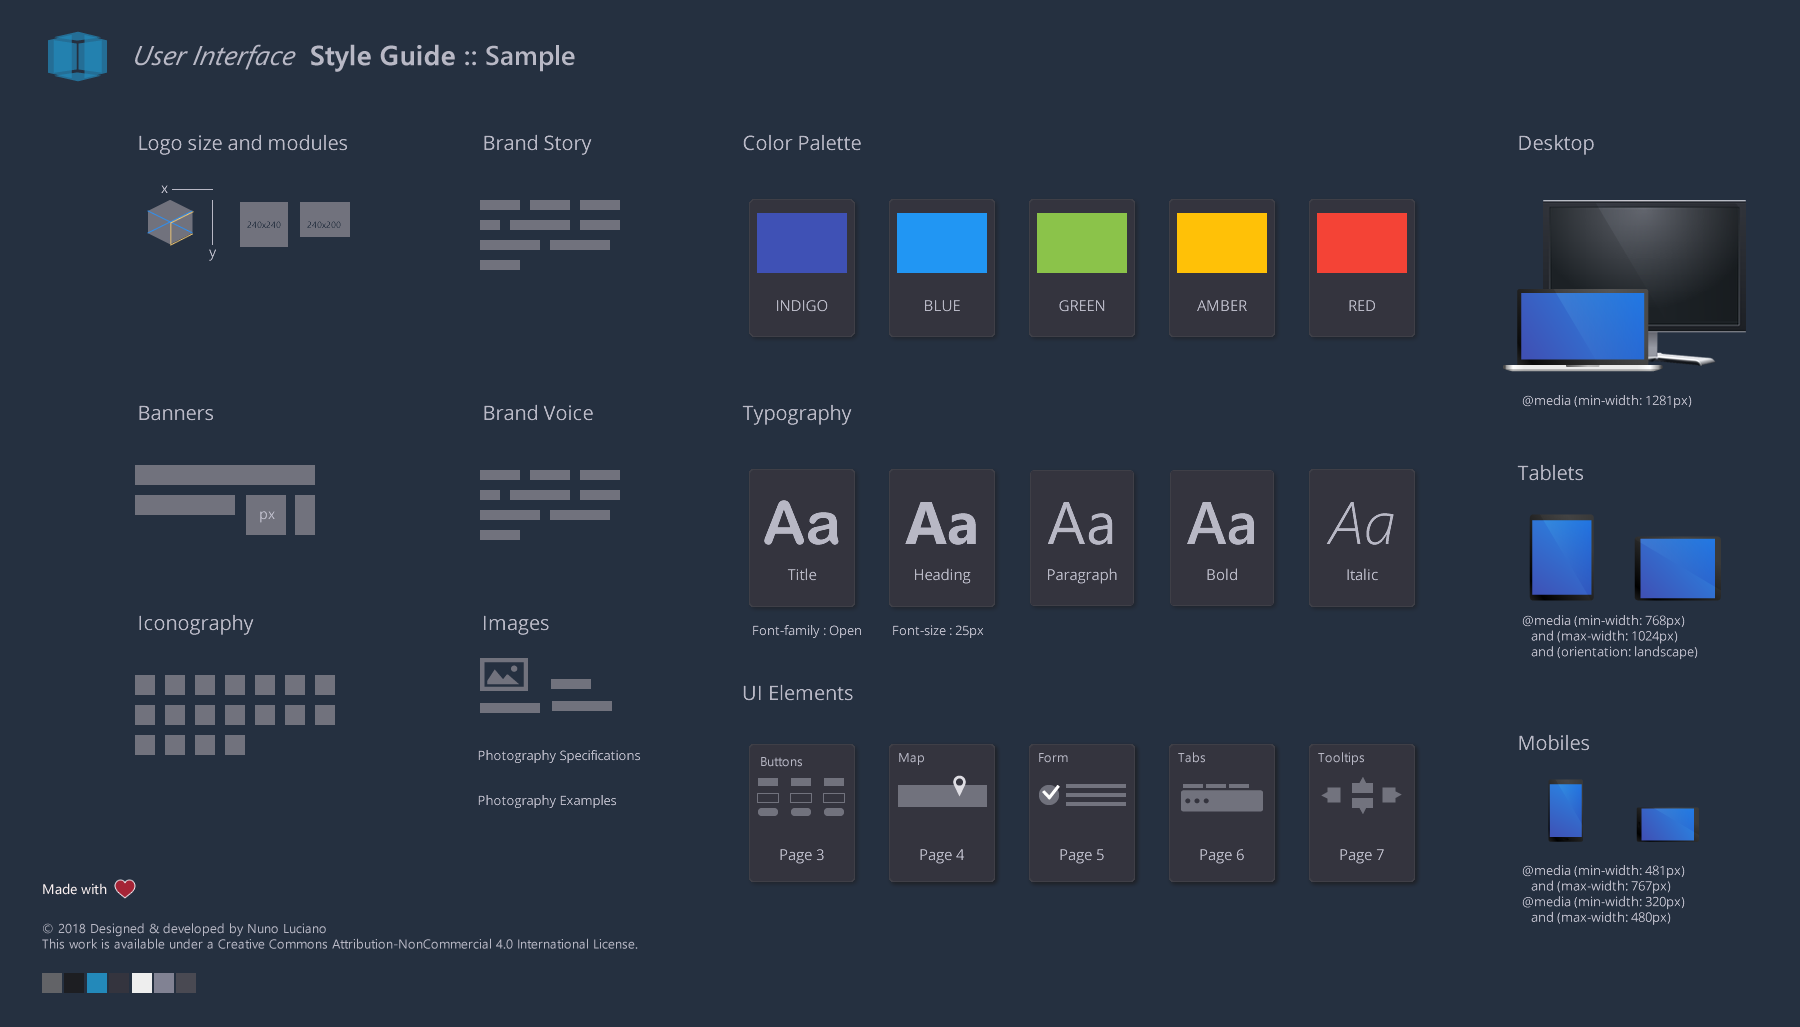 User Interface Style Guide :: Sample
Logo size and modules
x
240x240
240x200
y
Brand Story
Color Palette
INDIGO
BLUE
GREEN
AMBER
RED
Desktop
@media (min-width: 1281px)
Banners
px
Brand Voice
Typography
Aa
Title
Aa
Heading
Aa
Paragraph
Aa
Bold
Aa
Italic
Font-family : Open
Font-size : 25px
Tablets
@media (min-width: 768px)
and (max-width: 1024px)
and (orientation: landscape)
Iconography
Images
Photography Specifications
Photography Examples
UI Elements
Buttons
Page 3
Map
Page 4
Form
Page 5
Tabs
Page 6
Tooltips
Page 7
Mobiles
@media (min-width: 481px)
and (max-width: 767px)
@media (min-width: 320px)
and (max-width: 480px)
Made with
© 2018 Designed & developed by Nuno Luciano
This work is available under a Creative Commons Attribution-NonCommercial 4.0 International License.